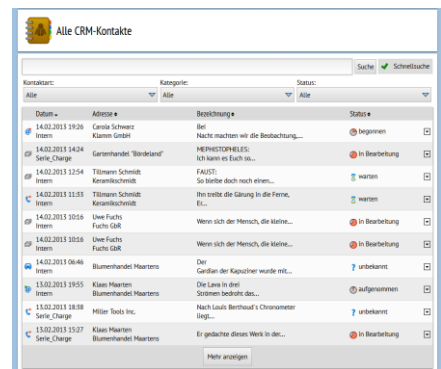 Alle CRM-Kontakte
Suche Schnellsuche
Kontaktart: Kategorie: Status:
Alle Alle Alle
Datum Adresse Bezeichnung Status
14.02.2013 19:26 Carola Schwarz Bei
Intern Klamm GmbH Nacht machten wir die Beobachtung,... begonnen
14.02.2013 14:24 Gartenhandel "Bördeland" MEPHISTOPHELES:
Serie_Charge Ich kann es Euch so... in Bearbeitung
14.02.2013 12:54 Tillmann Schmidt FAUST:
Intern Keramikschmidt So bleibe doch noch einen... warten
14.02.2013 11:53 Tillmann Schmidt Ihn treibt die Gärung in die Ferne,
Intern Keramikschmidt Er... warten
14.02.2013 10:16 Uwe Fuchs Wenn sich der Mensch, die kleine... in Bearbeitung
Intern Fuchs GbR
14.02.2013 10:16 Uwe Fuchs Wenn sich der Mensch, die kleine... in Bearbeitung
Intern Fuchs GbR
14.02.2013 06:46 Blumenhandel Maartens Der
Intern Gardian der Kapuziner wurde mit... unbekannt
13.02.2013 19:55 Klaas Maarten Die Lava in drei
Intern Blumenhandel Maartens Strömen bedroht das... aufgenommen
13.02.2013 18:38 Miller Tools Inc. Nach Louis Berthoud's Chronometer
Serie_Charge liegt... unbekannt
13.02.2013 15:27 Klaas Maarten Er gedachte dieses Werk in der... in Bearbeitung
Serie_Charge Blumenhandel Maartens
Mehr anzeigen